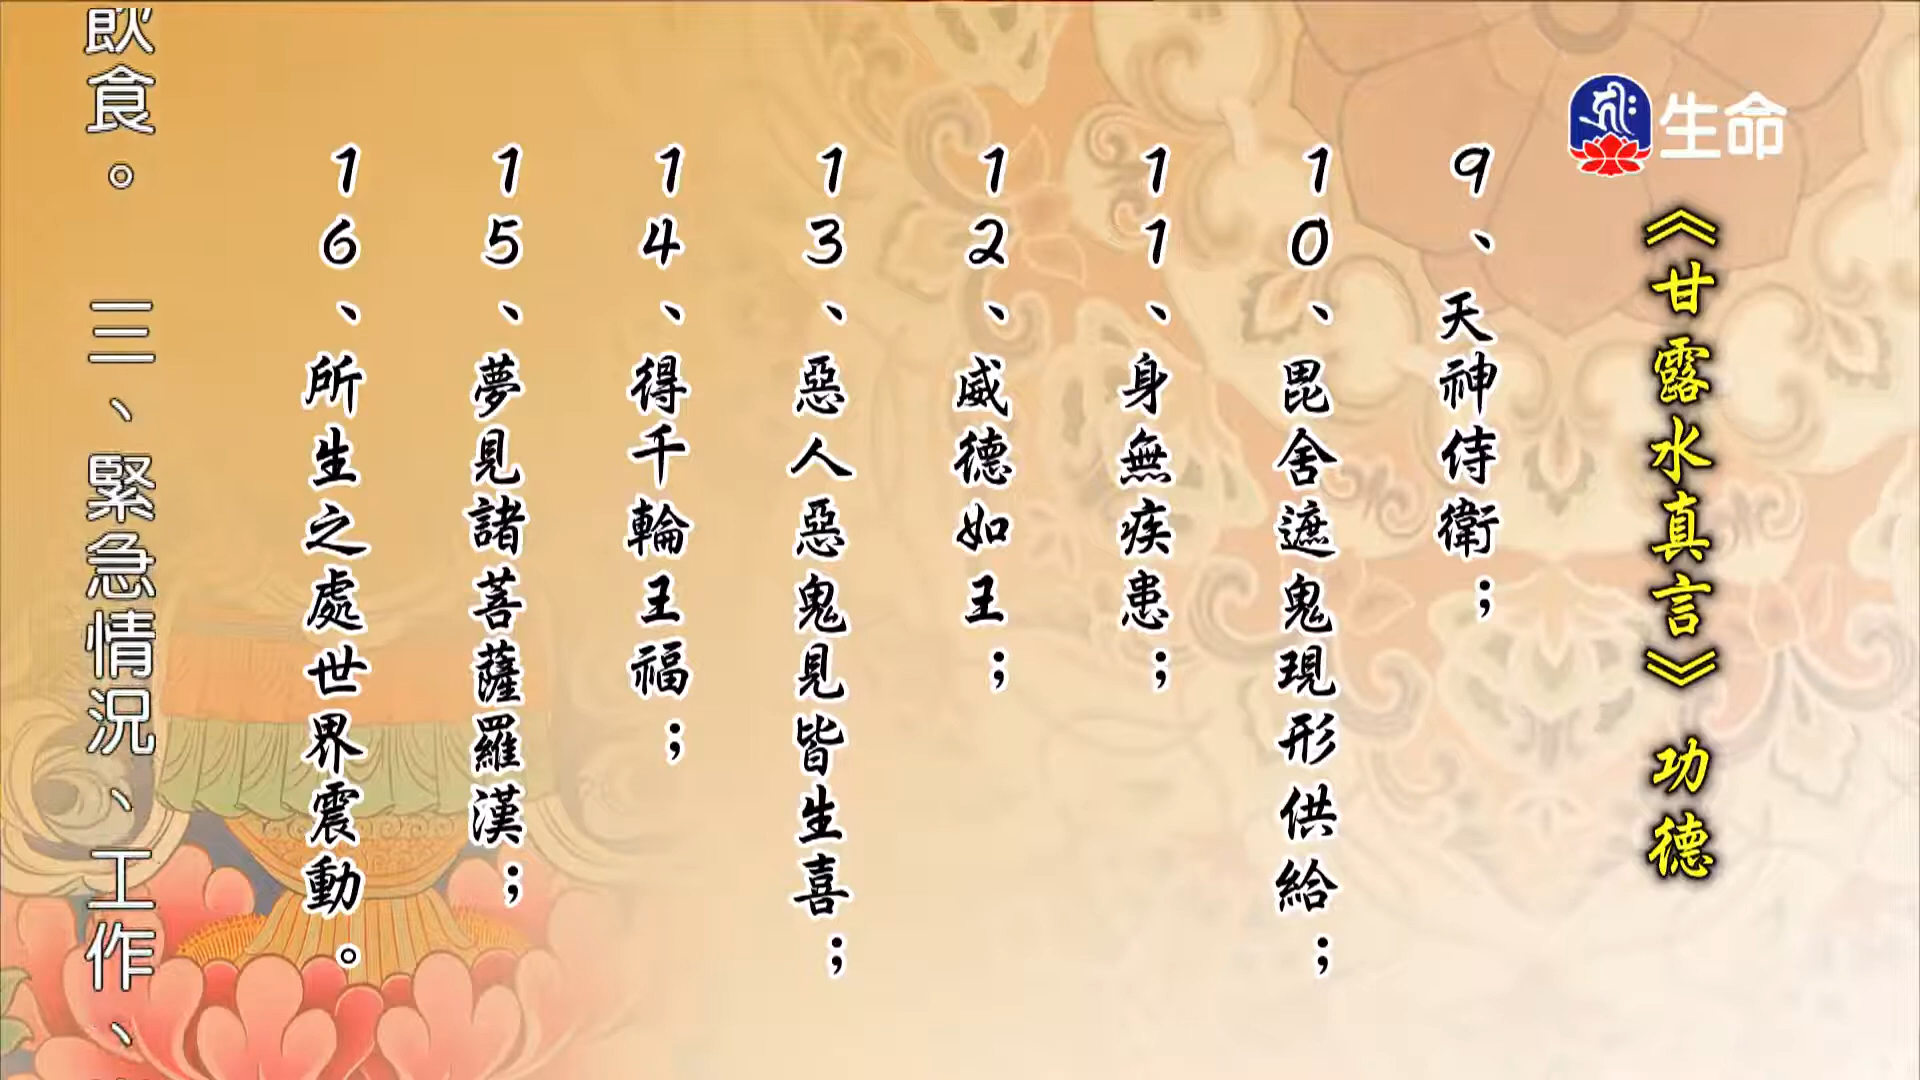 生命
《甘露水真言》功德
9、天神侍衛；
10、毘舍遮鬼現形供給；
11、身無疾患；
12、威德如王；
13、惡人惡鬼見皆生喜；
14、得千輪王福；
15、夢見諸菩薩羅漢；
16、所生之處世界震動。
飲食。 三、緊急情況、工作、